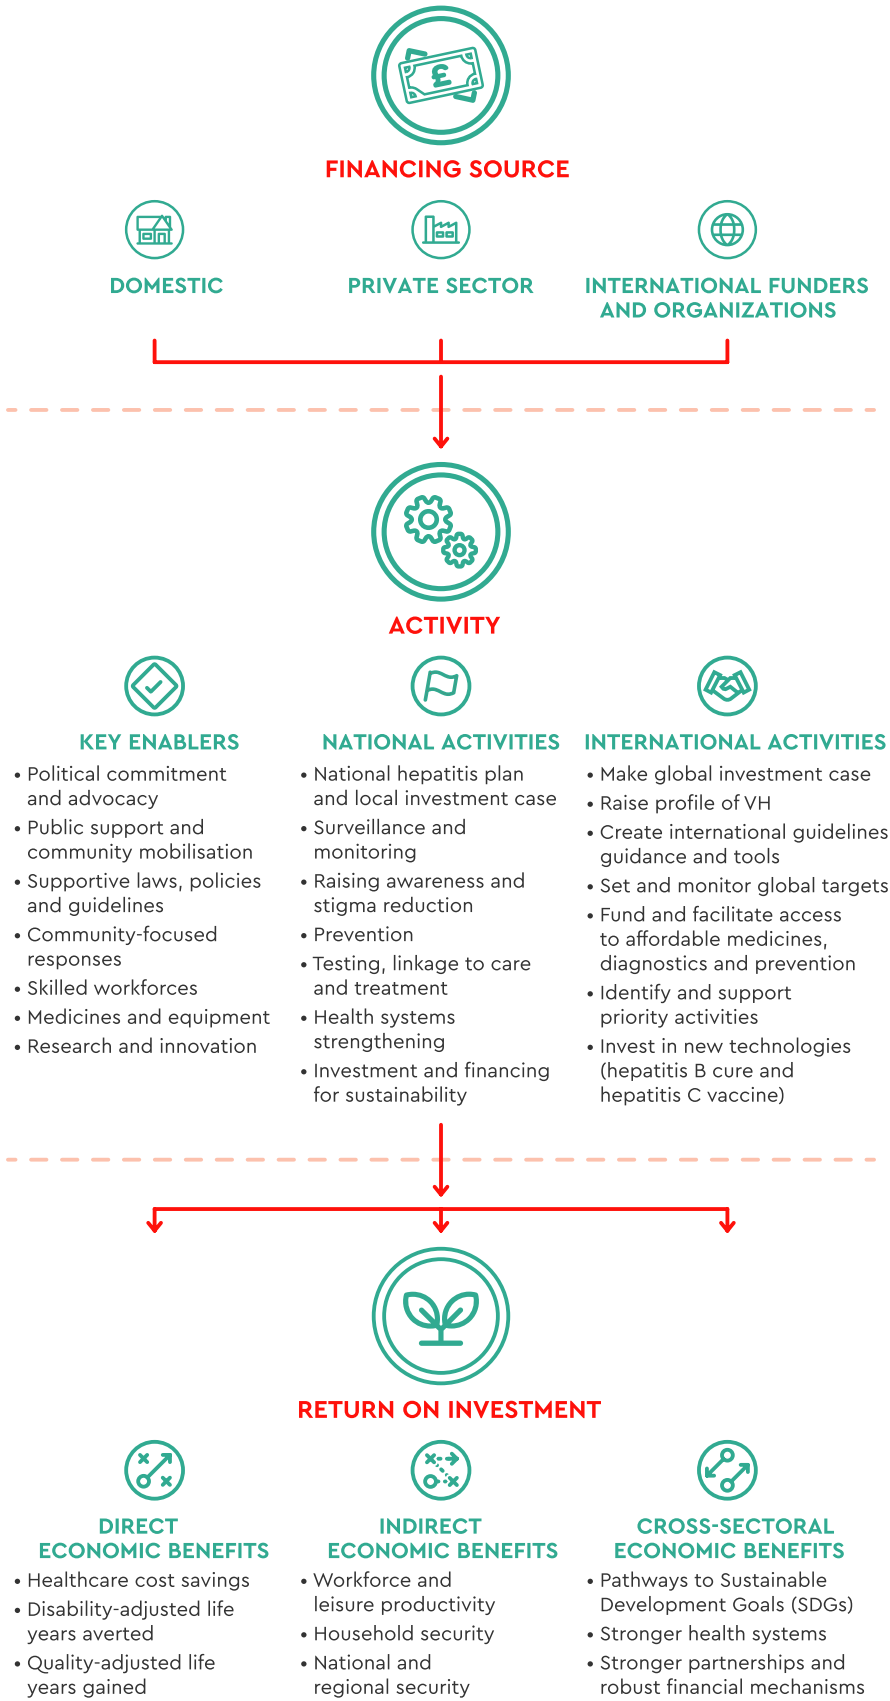 £
FINANCING SOURCE
DOMESTIC
PRIVATE SECTOR
INTERNATIONAL FUNDERS
AND ORGANIZATIONS
ACTIVITY
KEY ENABLERS
• Political commitment
and advocacy
• Public support and
community mobilisation
• Supportive laws, policies
and guidelines
• Community-focused
responses
• Skilled workforces
• Medicines and equipment
• Research and innovation
NATIONAL ACTIVITIES
• National hepatitis plan
and local investment case
• Surveillance and
monitoring
• Raising awareness and
stigma reduction
• Prevention
• Testing, linkage to care
and treatment
• Health systems
strengthening
• Investment and financing
for sustainability
INTERNATIONAL ACTIVITIES
• Make global investment case
• Raise profile of VH
• Create international guidelines
guidance and tools
• Set and monitor global targets
• Fund and facilitate access
to affordable medicines,
diagnostics and prevention
• Identify and support
priority activities
• Invest in new technologies
(hepatitis B cure and
hepatitis C vaccine)
RETURN ON INVESTMENT
DIRECT
ECONOMIC BENEFITS
• Healthcare cost savings
• Disability-adjusted life
years averted
• Quality-adjusted life
years gained
INDIRECT
ECONOMIC BENEFITS
• Workforce and
leisure productivity
• Household security
• National and
regional security
CROSS-SECTORAL
ECONOMIC BENEFITS
• Pathways to Sustainable
Development Goals (SDGs)
• Stronger health systems
• Stronger partnerships and
robust financial mechanisms